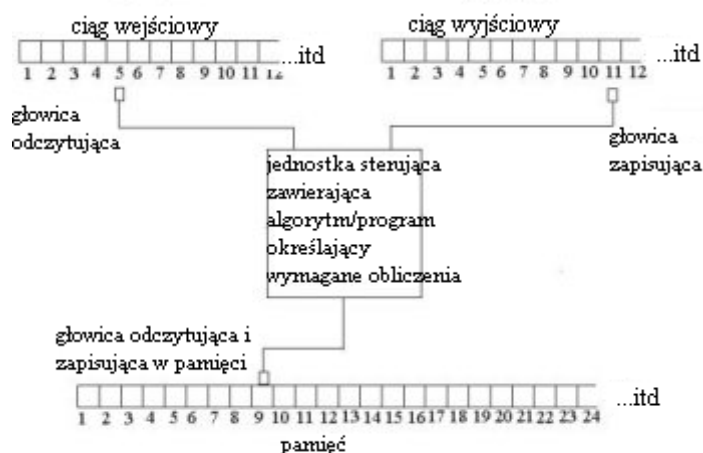 ciąg wejściowy
...itd
1 2 3 4 5 6 7 8 9 10 11 12
ciąg wyjściowy
...itd
1 2 3 4 5 6 7 8 9 10 11 12
głowica
odczytująca
głowica
zapisująca
jednostka sterująca
zawierająca
algorytm/program
określający
wymagane obliczenia
głowica odczytująca i
zapisująca w pamięci
...itd
1 2 3 4 5 6 7 8 9 10 11 12 13 14 15 16 17 18 19 20 21 22 23 24
pamięć